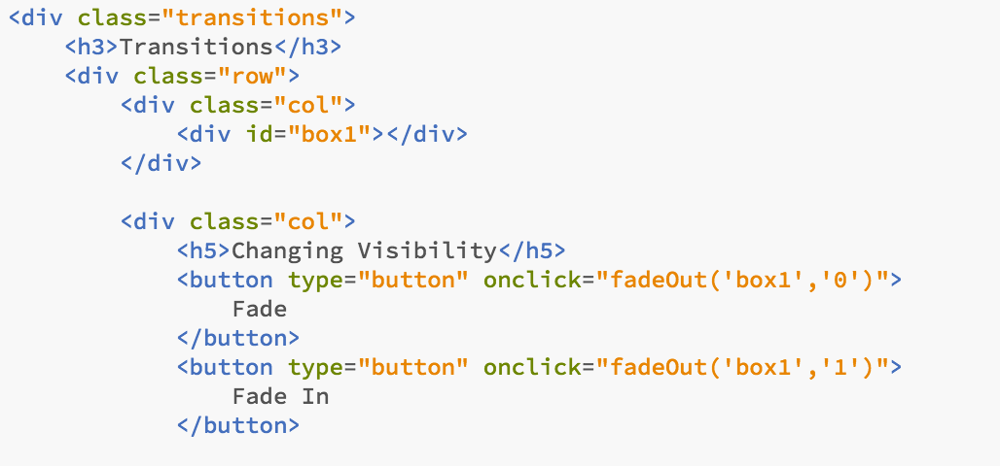 <div class="transitions">
<h3>Transitions</h3>
<div class="row">
<div class="col">
<div id="box1"></div>
</div>
<div class="col">
<h5>Changing Visibility</h5>
<button type="button" onclick="fadeOut('box1','0')">
Fade
</button>
<button type="button" onclick="fadeOut('box1','1')">
Fade In
</button>